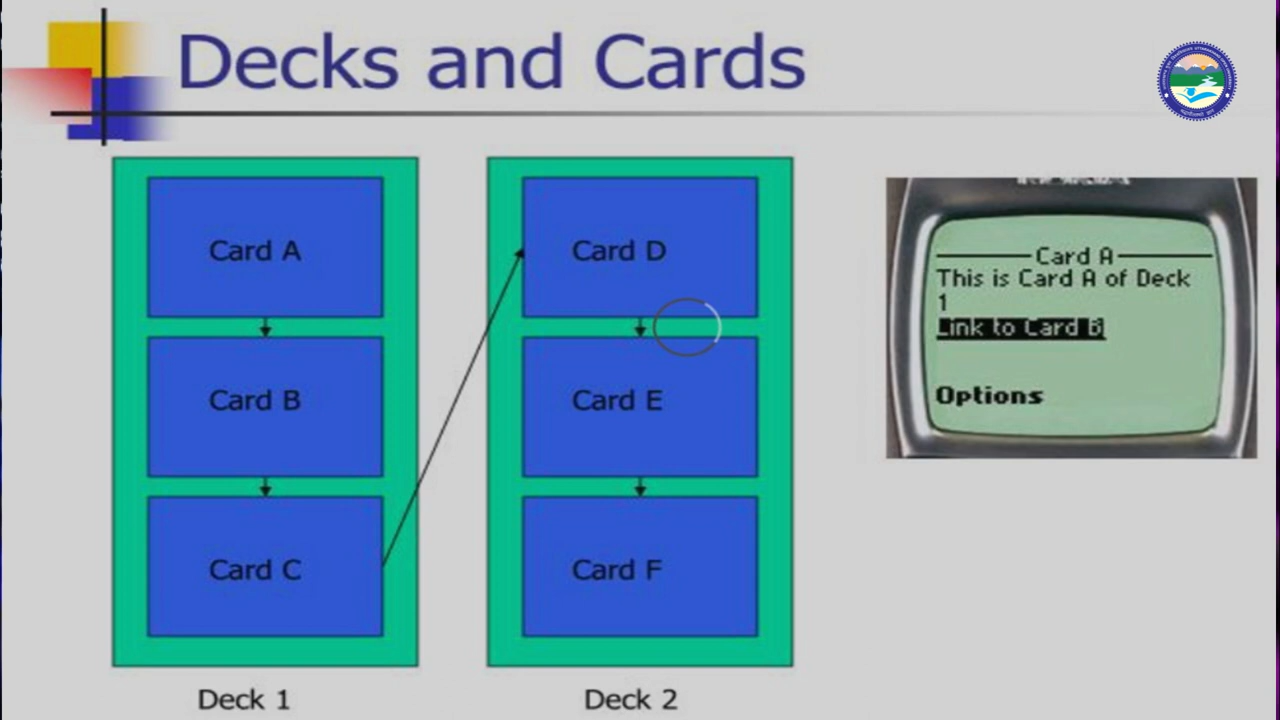 Decks and Cards
Card A
Card B
Card C
Deck 1
Card D
Card E
Card F
Deck 2
Card A
This is Card A of Deck
1
Link to Card B
Options